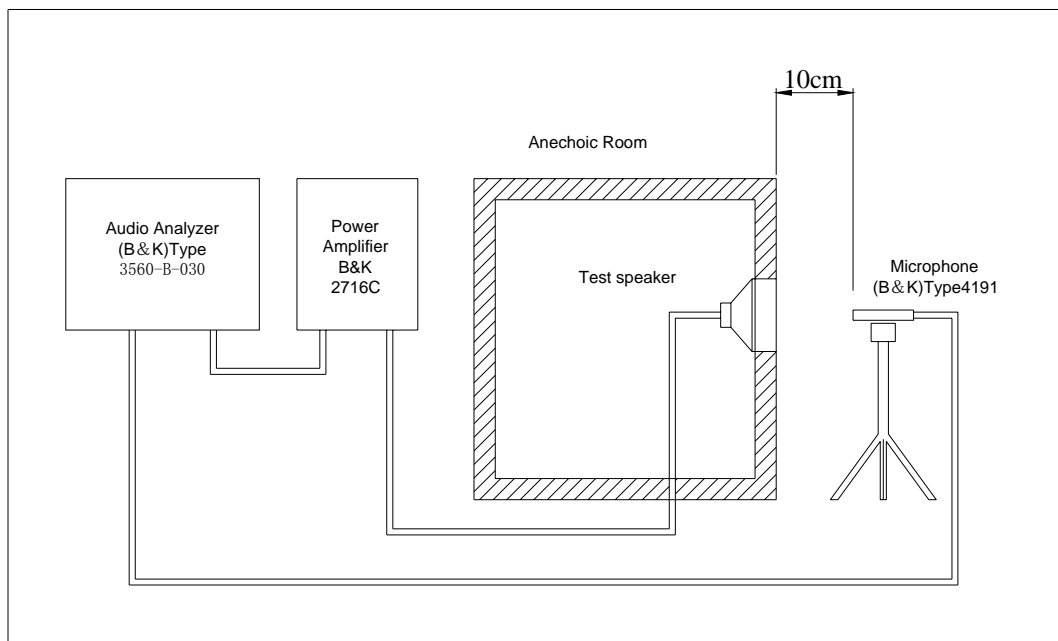 10cm
Anechoic Room
Audio Analyzer
(B&K)Type
3560-B-030
Power
Amplifier
B&K
2716C
Test speaker
Microphone
(B&K)Type4191